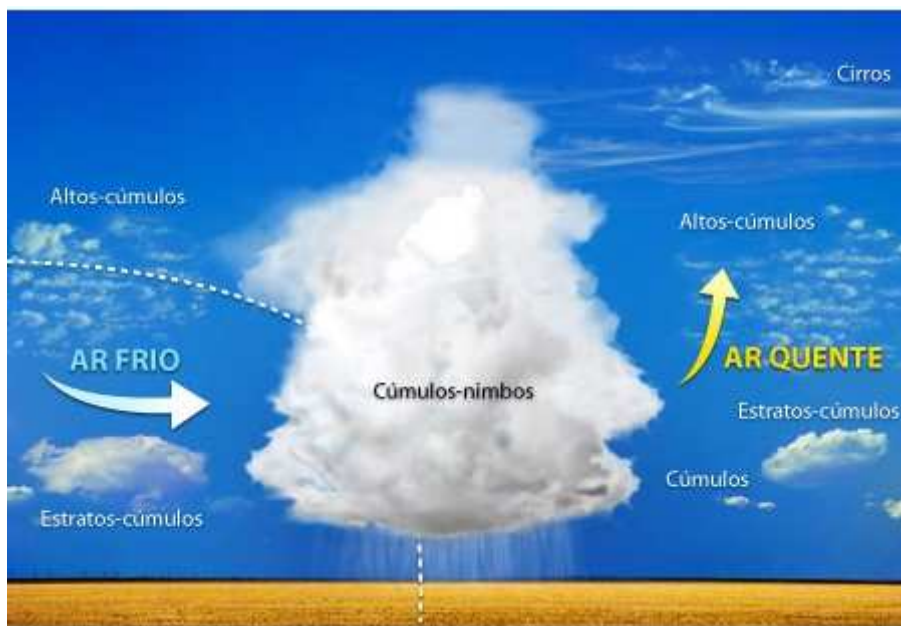 Cirros
Altos-cúmulos
Altos-cúmulos
AR FRIO
AR QUENTE
Cúmulos-nimbos
Estratos-cúmulos
Cúmulos
Estratos-cúmulos